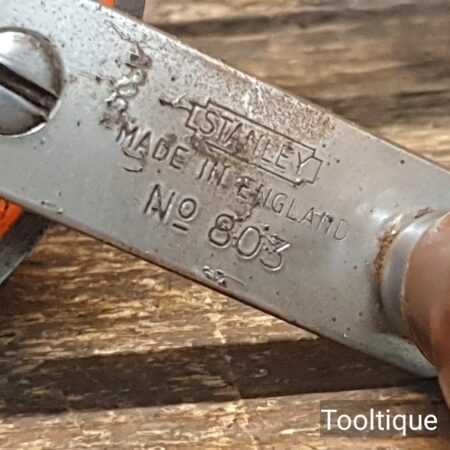 STANLEY
MADE IN ENGLAND
No 803
Tooltique